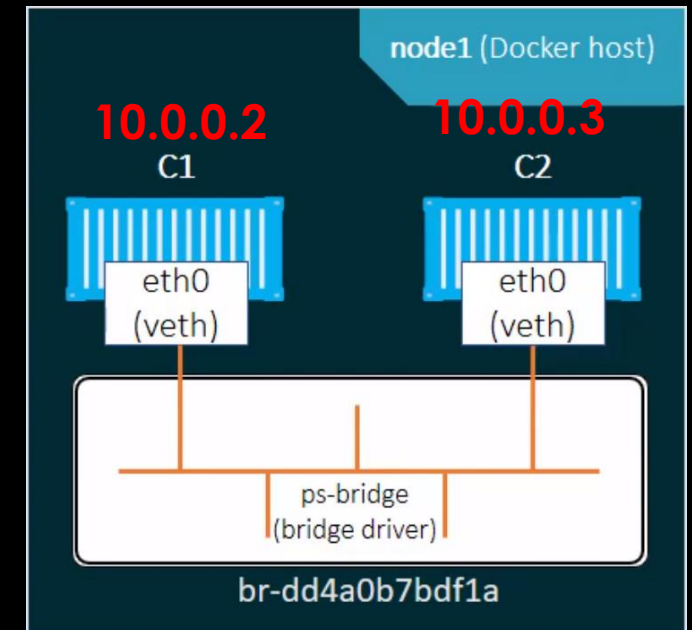 node1 (Docker host)
10.0.0.2
10.0.0.3
C1
C2
eth0
(veth)
eth0
(veth)
ps-bridge
(bridge driver)
br-dd4a0b7bdf1a